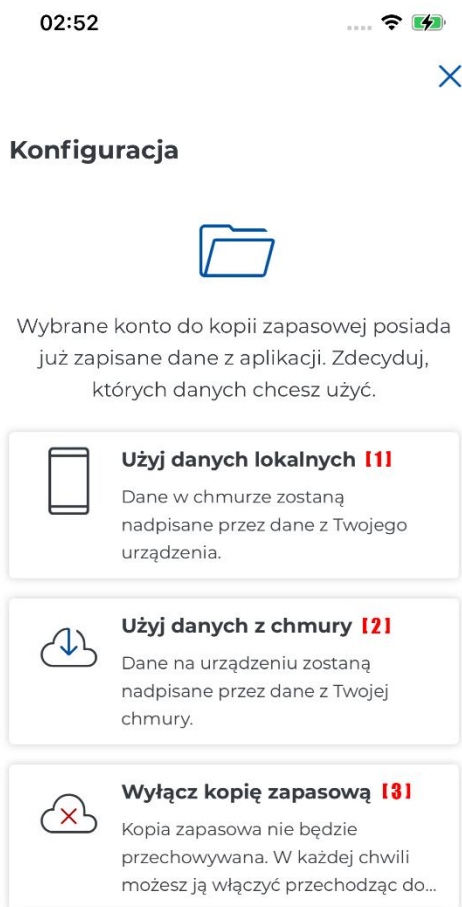 02:52
Konfiguracja
Wybrane konto do kopii zapasowej posiada
już zapisane dane z aplikacji. Zdecyduj,
których danych chcesz użyć.
Użyj danych lokalnych [1]
Dane w chmurze zostaną
nadpisane przez dane z Twojego
urządzenia.
Użyj danych z chmury [2]
Dane na urządzeniu zostaną
nadpisane przez dane z Twojej
chmury.
Wyłącz kopię zapasową [3]
Kopia zapasowa nie będzie
przechowywana. W każdej chwili
możesz ją włączyć przechodząc do...